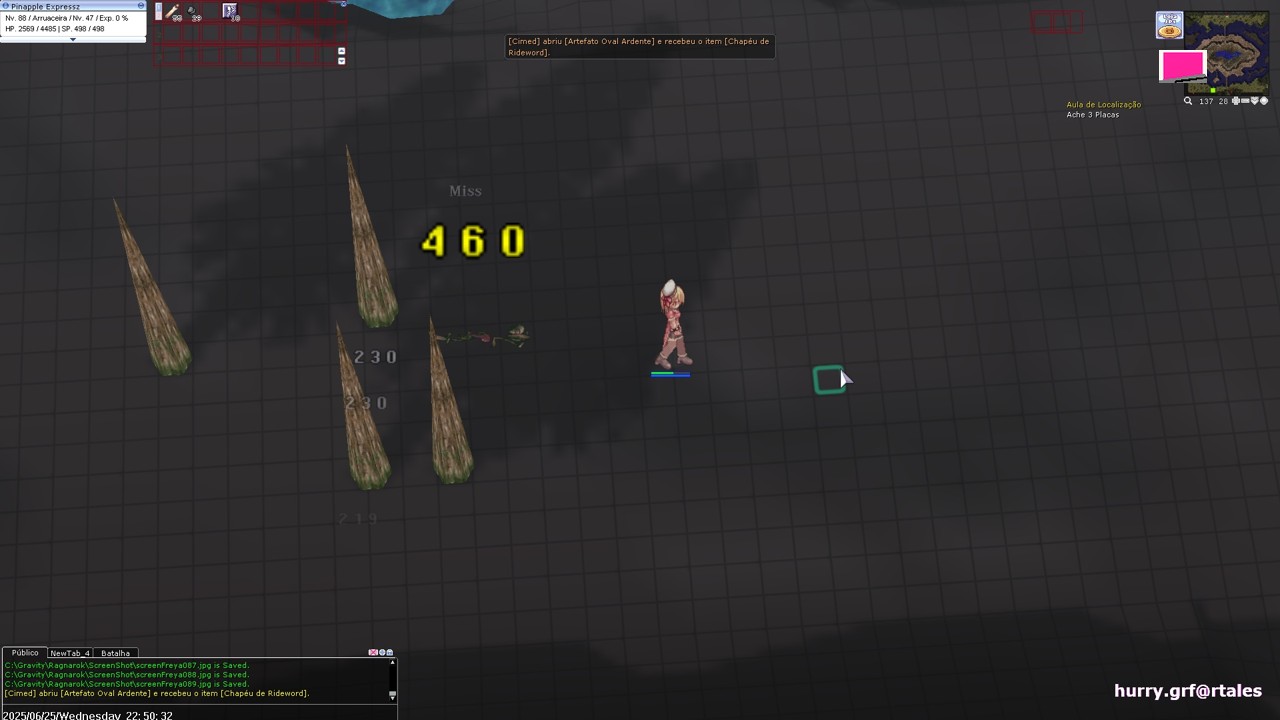 Pinapple Expressz
Nv. 88 / Arruaceira / Nv. 47 / Exp. 0 %
HP. 2569 / 4485 | SP. 498 / 498
55
29
10
[Cimed] abriu [Artefato Oval Ardente] e recebeu o item [Chapéu de
Rideword].
137 28
Aula de Localização
Ache 3 Placas
Miss
460
230
230
219
Público NewTab_4 Batalha
C:\Gravity\Ragnarok\ScreenShot\screenFreya087.jpg is Saved.
C:\Gravity\Ragnarok\ScreenShot\screenFreya088.jpg is Saved.
C:\Gravity\Ragnarok\ScreenShot\screenFreya089.jpg is Saved.
[Cimed] abriu [Artefato Oval Ardente] e recebeu o item [Chapéu de Rideword].
2025/06/25/Wednesday 22:50:32
hurry.grf@rtales